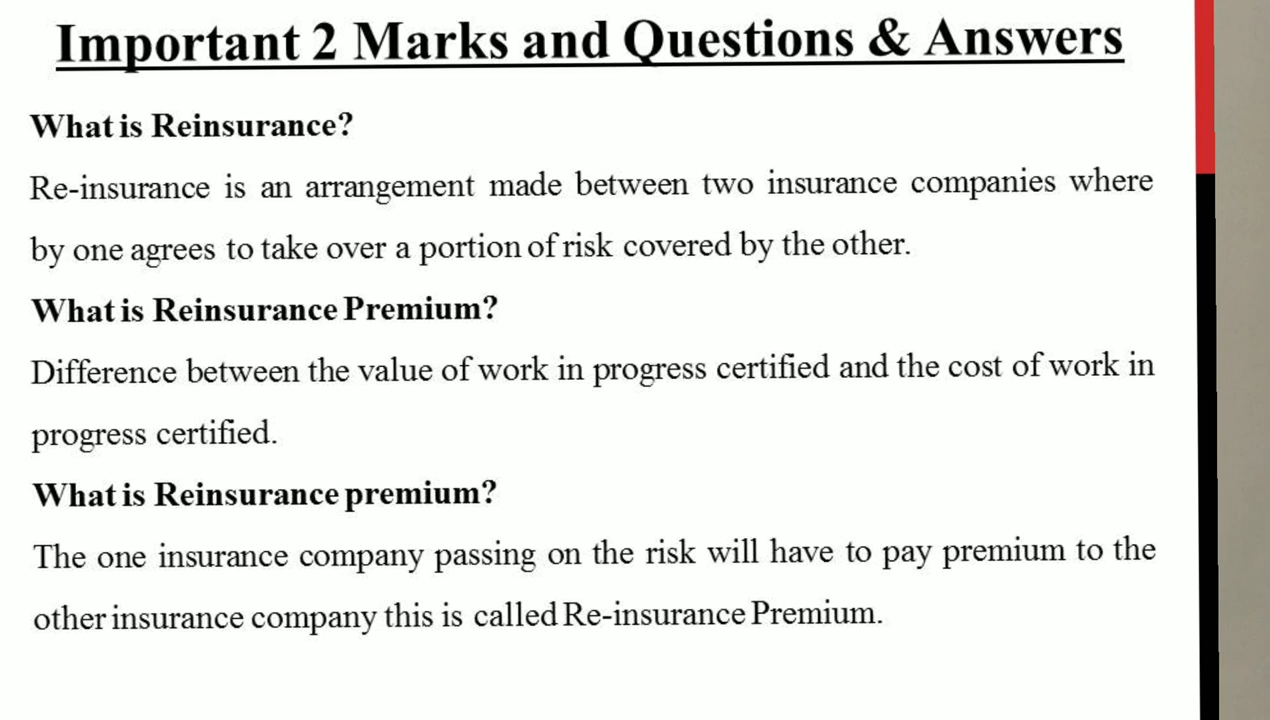 Important 2 Marks and Questions & Answers
What is Reinsurance?
Re-insurance is an arrangement made between two insurance companies where
by one agrees to take over a portion of risk covered by the other.
What is Reinsurance Premium?
Difference between the value of work in progress certified and the cost of work in
progress certified.
What is Reinsurance premium?
The one insurance company passing on the risk will have to pay premium to the
other insurance company this is called Re-insurance Premium.